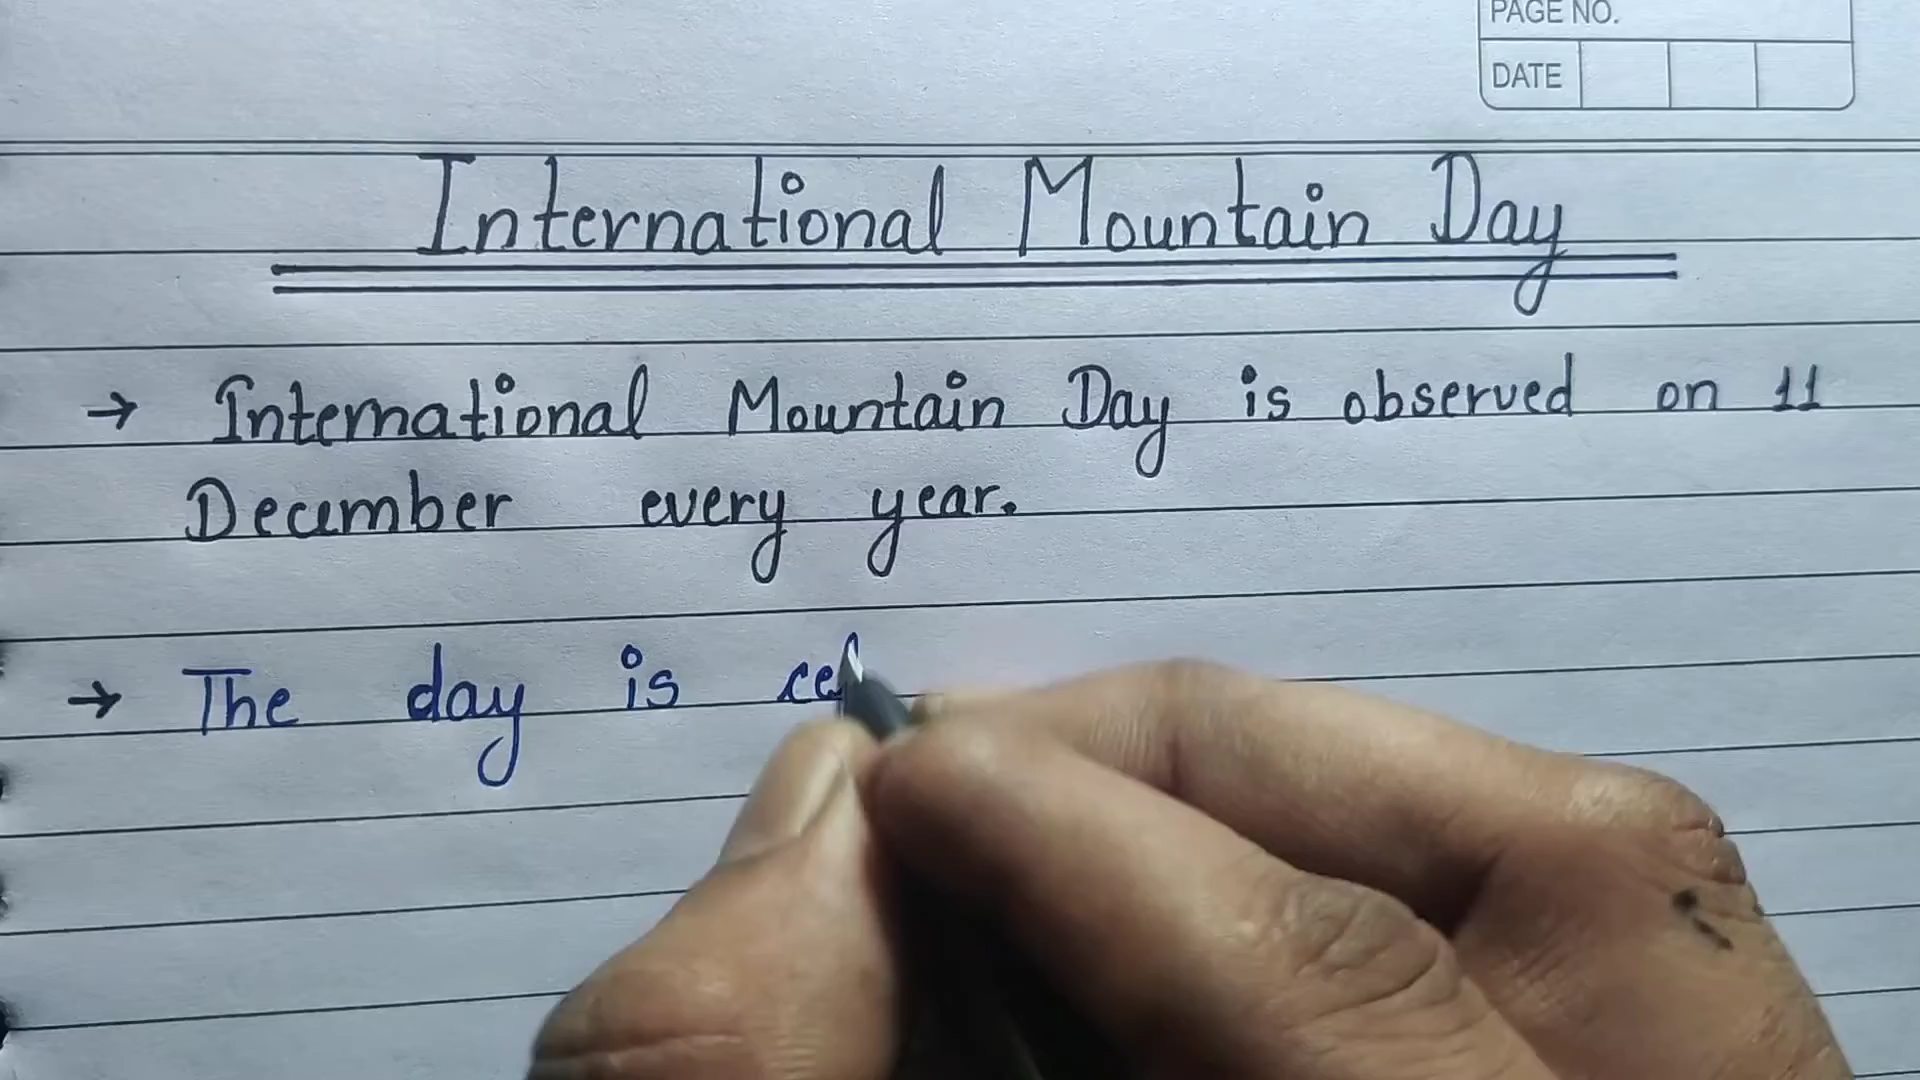 PAGE NO.
DATE
International Mountain Day
→ International Mountain Day is observed on 11
December every year.
→ The day is cel